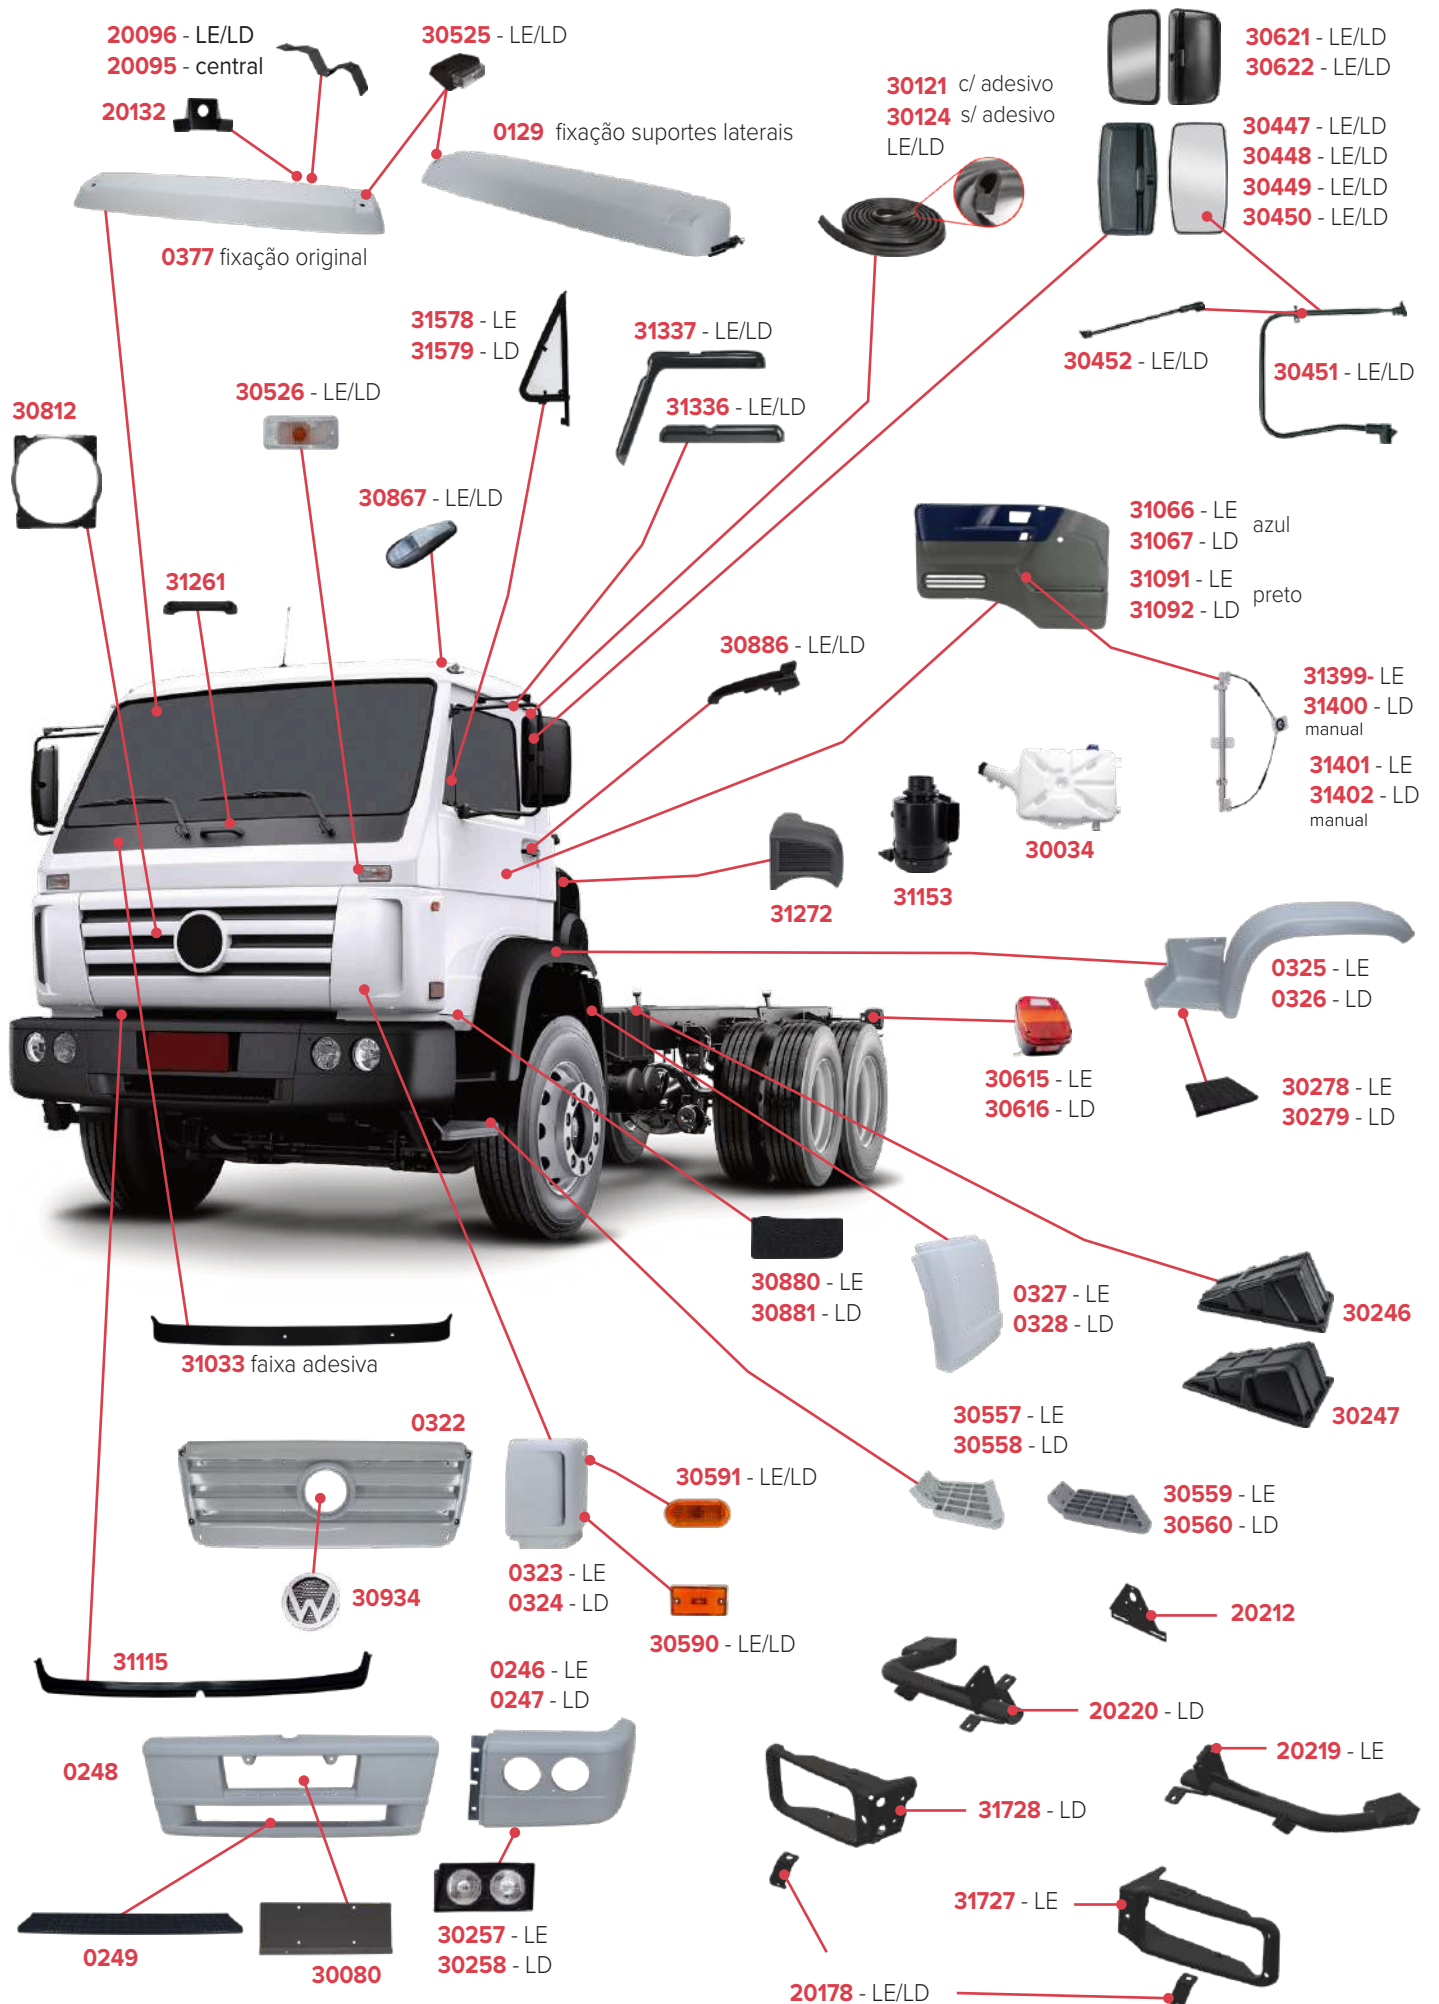 20096 - LE/LD
20095 - central
20132
30525 - LE/LD
0129 fixação suportes laterais
0377 fixação original
30121 c/ adesivo
30124 s/ adesivo
LE/LD
30621 - LE/LD
30622 - LE/LD
30447 - LE/LD
30448 - LE/LD
30449 - LE/LD
30450 - LE/LD
30452 - LE/LD
30451 - LE/LD
31578 - LE
31579 - LD
31337 - LE/LD
31336 - LE/LD
30526 - LE/LD
30812
30867 - LE/LD
31261
31066 - LE
31067 - LD
azul
31091 - LE
31092 - LD
preto
30886 - LE/LD
31399- LE
31400 - LD
manual
31401 - LE
31402 - LD
manual
30034
31153
31272
0325 - LE
0326 - LD
30615 - LE
30616 - LD
30278 - LE
30279 - LD
30880 - LE
30881 - LD
0327 - LE
0328 - LD
30246
30247
31033 faixa adesiva
0322
30934
0323 - LE
0324 - LD
30591 - LE/LD
30590 - LE/LD
30557 - LE
30558 - LD
30559 - LE
30560 - LD
20212
31115
0246 - LE
0247 - LD
20220 - LD
20219 - LE
0248
31728 - LD
31727 - LE
0249
30080
30257 - LE
30258 - LD
20178 - LE/LD